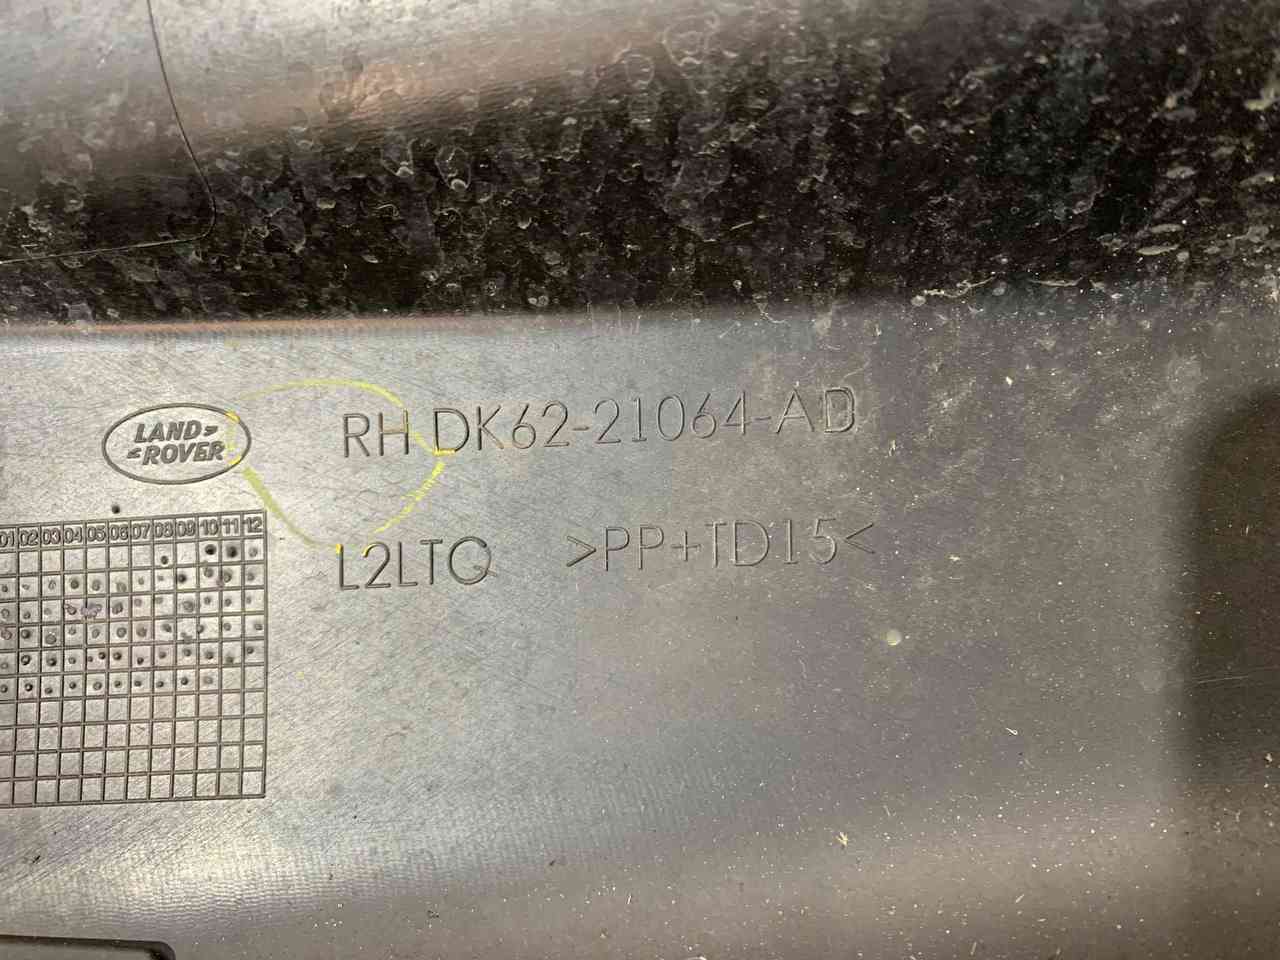 LAND
ROVER
RH DK62-21064-AD
01 02 03 04 05 06 07 08 09 10 11 12
L2LTQ >PP+TD15<